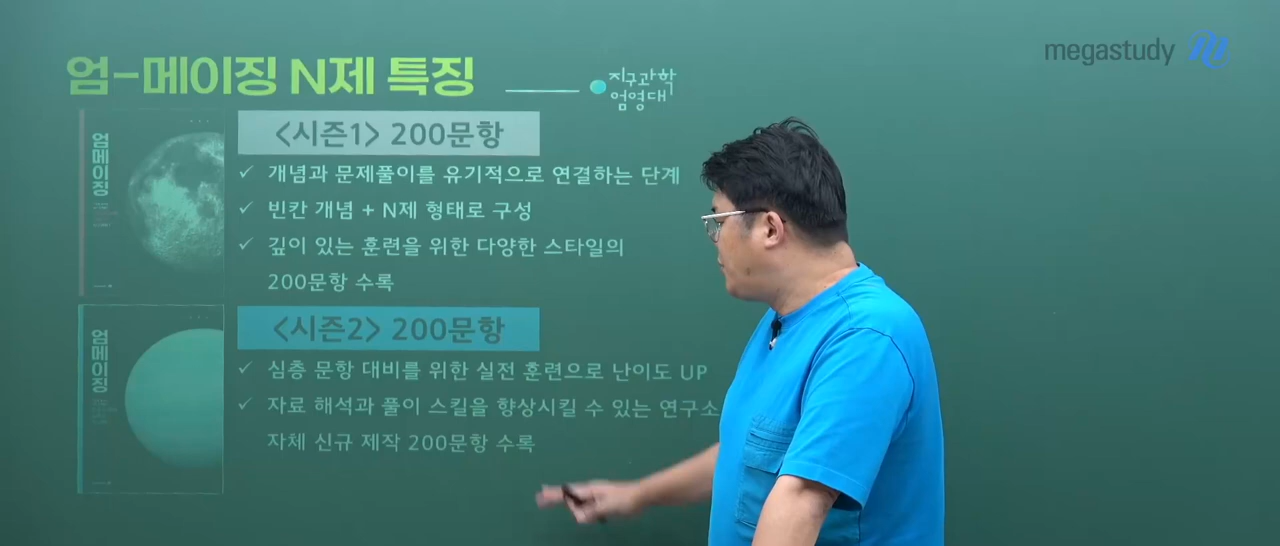 megastudy
엄-메이징 N제 특징
지구과학
엄영대
엄메이징
<시즌1> 200문항
✓ 개념과 문제풀이를 유기적으로 연결하는 단계
✓ 빈칸 개념 + N제 형태로 구성
✓ 깊이 있는 훈련을 위한 다양한 스타일의
200문항 수록
엄메이징
<시즌2> 200문항
✓ 심층 문항 대비를 위한 실전 훈련으로 난이도 UP
✓ 자료 해석과 풀이 스킬을 향상시킬 수 있는 연구소
자체 신규 제작 200문항 수록